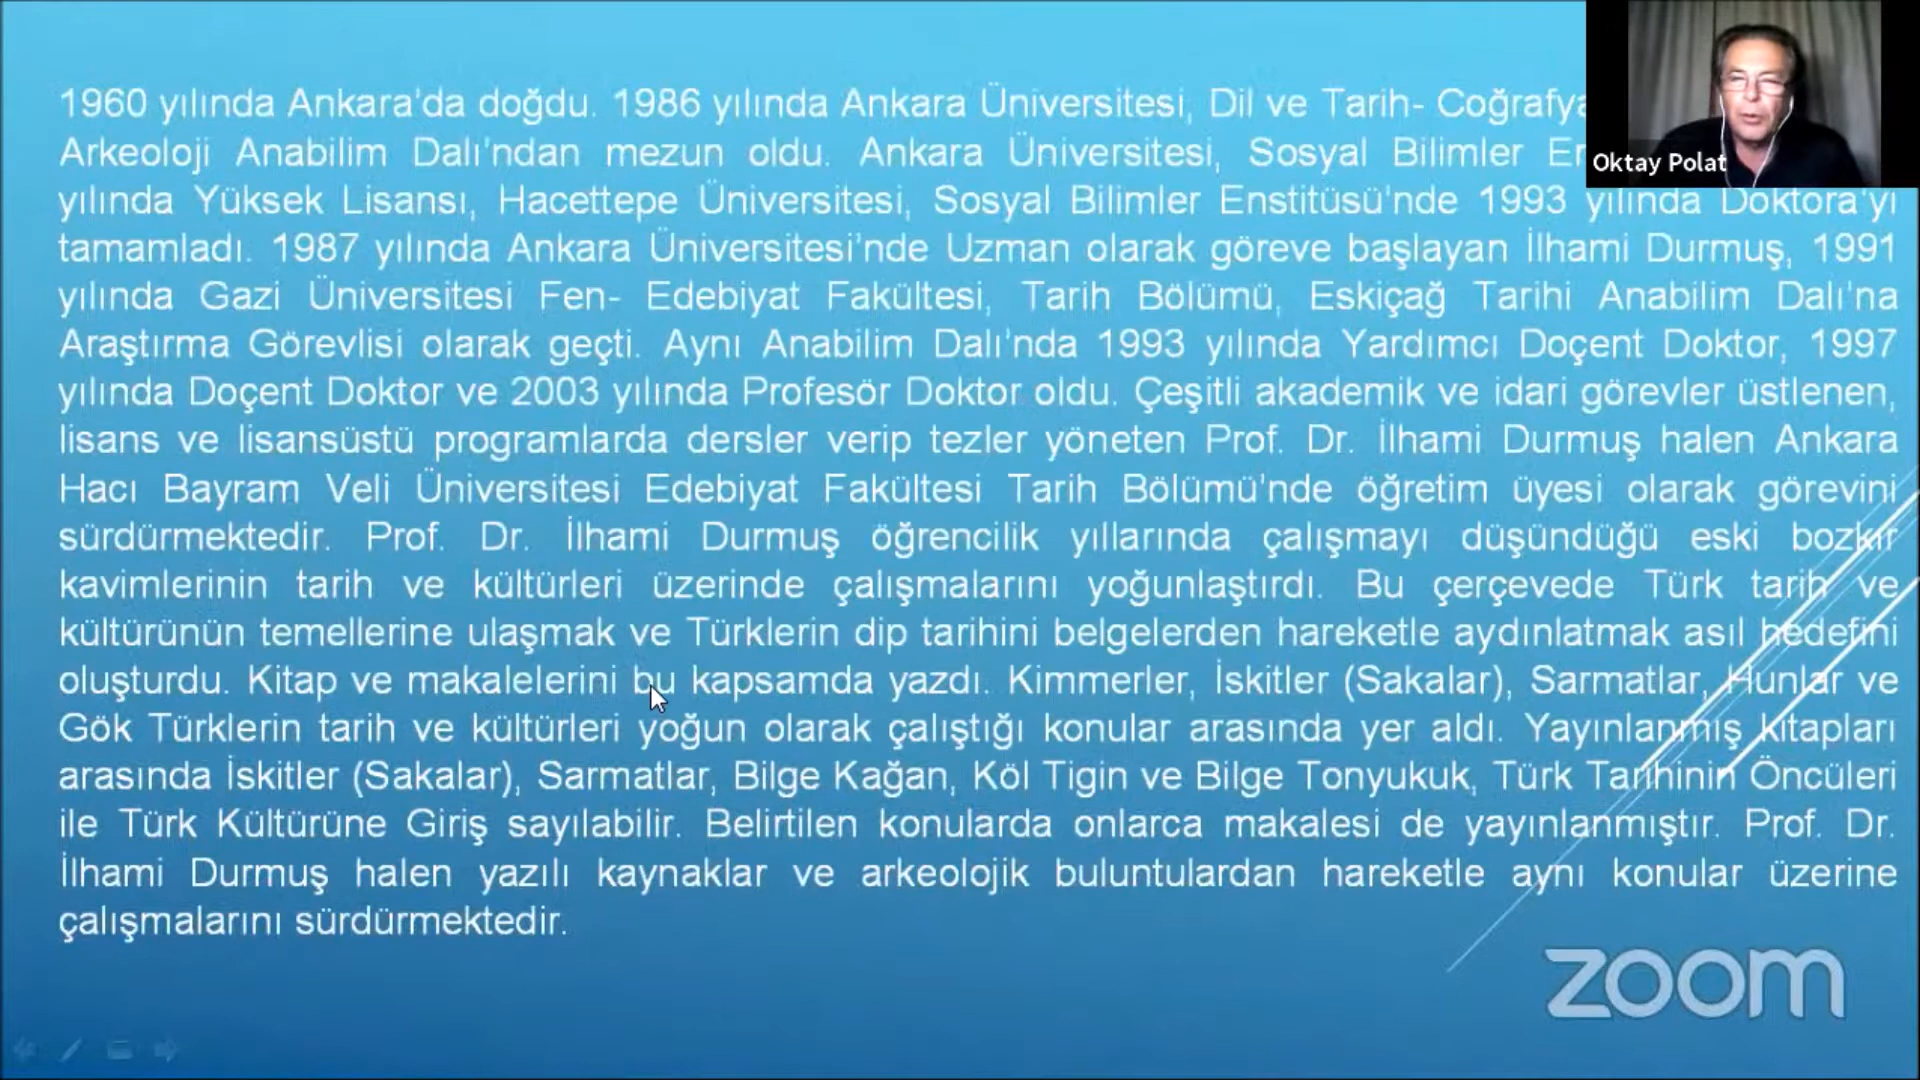 1960 yılında Ankara'da doğdu. 1986 yılında Ankara Üniversitesi, Dil ve Tarih- Coğrafya
Arkeoloji Anabilim Dalı'ndan mezun oldu. Ankara Üniversitesi, Sosyal Bilimler
yılında Yüksek Lisansı, Hacettepe Üniversitesi, Sosyal Bilimler Enstitüsü'nde 1993 yılında Doktora'yı
tamamladı. 1987 yılında Ankara Üniversitesi'nde Uzman olarak göreve başlayan İlhami Durmuş, 1991
yılında Gazi Üniversitesi Fen- Edebiyat Fakültesi, Tarih Bölümü, Eskiçağ Tarihi Anabilim Dalı'na
Araştırma Görevlisi olarak geçti. Aynı Anabilim Dalı'nda 1993 yılında Yardımcı Doçent Doktor, 1997
yılında Doçent Doktor ve 2003 yılında Profesör Doktor oldu. Çeşitli akademik ve idari görevler üstlenen,
lisans ve lisansüstü programlarda dersler verip tezler yöneten Prof. Dr. İlhami Durmuş halen Ankara
Hacı Bayram Veli Üniversitesi Edebiyat Fakültesi Tarih Bölümü'nde öğretim üyesi olarak görevini
sürdürmektedir. Prof. Dr. İlhami Durmuş öğrencilik yıllarında çalışmayı düşündüğü eski bozkır
kavimlerinin tarih ve kültürleri üzerinde çalışmalarını yoğunlaştırdı. Bu çerçevede Türk tarih ve
kültürünün temellerine ulaşmak ve Türklerin dip tarihini belgelerden hareketle aydınlatmak asıl hedefini
oluşturdu. Kitap ve makalelerini bu kapsamda yazdı. Kimmerler, İskitler (Sakalar), Sarmatlar, Hunlar ve
Gök Türklerin tarih ve kültürleri yoğun olarak çalıştığı konular arasında yer aldı. Yayınlanmış kitapları
arasında İskitler (Sakalar), Sarmatlar, Bilge Kağan, Köl Tigin ve Bilge Tonyukuk, Türk Tarihinin Öncüleri
ile Türk Kültürüne Giriş sayılabilir. Belirtilen konularda onlarca makalesi de yayınlanmıştır. Prof. Dr.
İlhami Durmuş halen yazılı kaynaklar ve arkeolojik buluntulardan hareketle aynı konular üzerine
çalışmalarını sürdürmektedir.
Oktay Polat
zoom